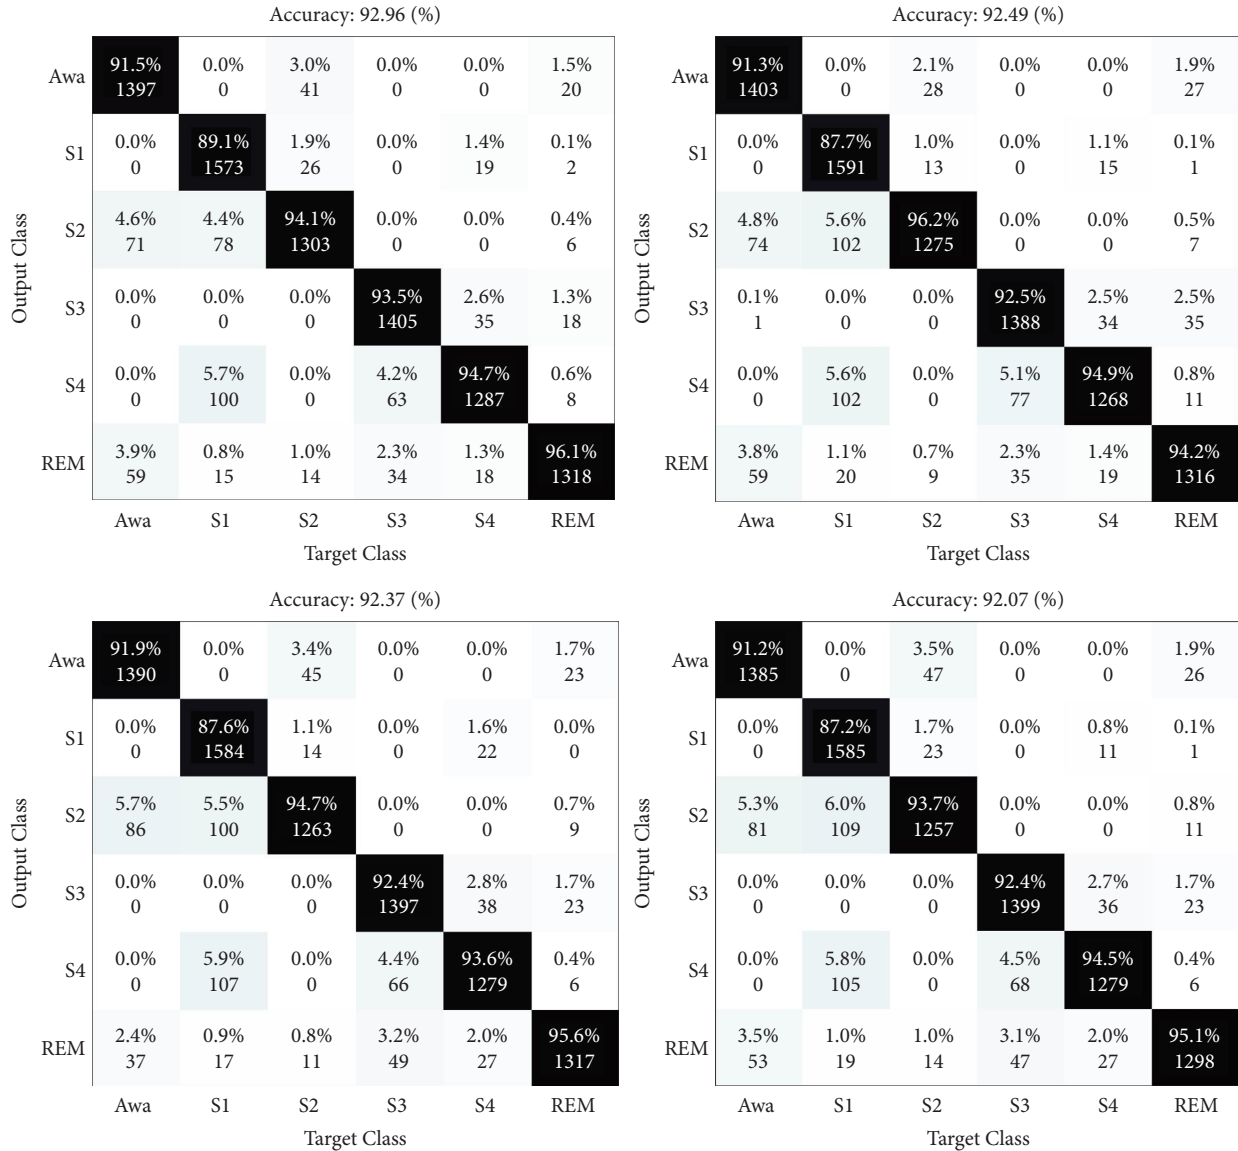 Accuracy: 92.96 (%)
Output Class
Awa 91.5% 0.0% 3.0% 0.0% 0.0% 1.5%
1397 0 41 0 0 20
S1 0.0% 89.1% 1.9% 0.0% 1.4% 0.1%
0 1573 26 0 19 2
S2 4.6% 4.4% 94.1% 0.0% 0.0% 0.4%
71 78 1303 0 0 6
S3 0.0% 0.0% 0.0% 93.5% 2.6% 1.3%
0 0 0 1405 35 18
S4 0.0% 5.7% 0.0% 4.2% 94.7% 0.6%
0 100 0 63 1287 8
REM 3.9% 0.8% 1.0% 2.3% 1.3% 96.1%
59 15 14 34 18 1318
Awa S1 S2 S3 S4 REM
Target Class
Accuracy: 92.49 (%)
Output Class
Awa 91.3% 0.0% 2.1% 0.0% 0.0% 1.9%
1403 0 28 0 0 27
S1 0.0% 87.7% 1.0% 0.0% 1.1% 0.1%
0 1591 13 0 15 1
S2 4.8% 5.6% 96.2% 0.0% 0.0% 0.5%
74 102 1275 0 0 7
S3 0.1% 0.0% 0.0% 92.5% 2.5% 2.5%
1 0 0 1388 34 35
S4 0.0% 5.6% 0.0% 5.1% 94.9% 0.8%
0 102 0 77 1268 11
REM 3.8% 1.1% 0.7% 2.3% 1.4% 94.2%
59 20 9 35 19 1316
Awa S1 S2 S3 S4 REM
Target Class
Accuracy: 92.37 (%)
Output Class
Awa 91.9% 0.0% 3.4% 0.0% 0.0% 1.7%
1390 0 45 0 0 23
S1 0.0% 87.6% 1.1% 0.0% 1.6% 0.0%
0 1584 14 0 22 0
S2 5.7% 5.5% 94.7% 0.0% 0.0% 0.7%
86 100 1263 0 0 9
S3 0.0% 0.0% 0.0% 92.4% 2.8% 1.7%
0 0 0 1397 38 23
S4 0.0% 5.9% 0.0% 4.4% 93.6% 0.4%
0 107 0 66 1279 6
REM 2.4% 0.9% 0.8% 3.2% 2.0% 95.6%
37 17 11 49 27 1317
Awa S1 S2 S3 S4 REM
Target Class
Accuracy: 92.07 (%)
Output Class
Awa 91.2% 0.0% 3.5% 0.0% 0.0% 1.9%
1385 0 47 0 0 26
S1 0.0% 87.2% 1.7% 0.0% 0.8% 0.1%
0 1585 23 0 11 1
S2 5.3% 6.0% 93.7% 0.0% 0.0% 0.8%
81 109 1257 0 0 11
S3 0.0% 0.0% 0.0% 92.4% 2.7% 1.7%
0 0 0 1399 36 23
S4 0.0% 5.8% 0.0% 4.5% 94.5% 0.4%
0 105 0 68 1279 6
REM 3.5% 1.0% 1.0% 3.1% 2.0% 95.1%
53 19 14 47 27 1298
Awa S1 S2 S3 S4 REM
Target Class